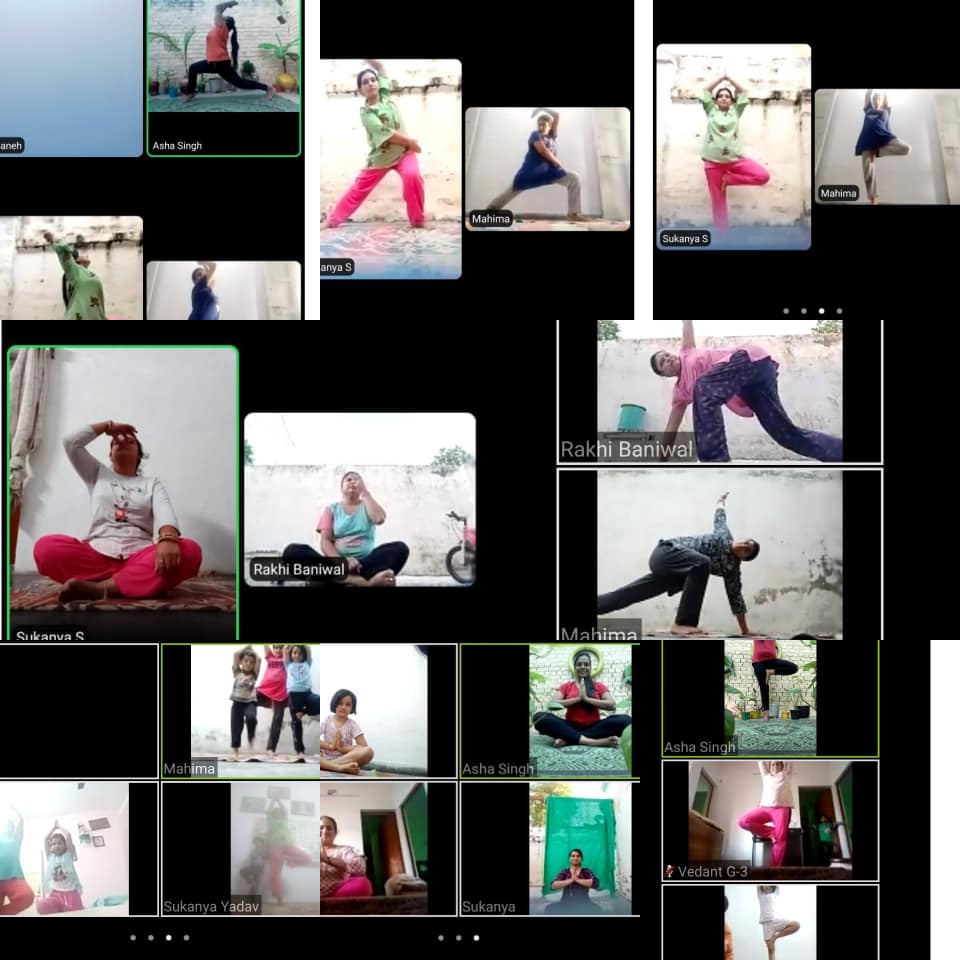 aneh
Asha Singh
anya S
Mahima
Sukanya S
Mahima
Sukanya S
Rakhi Baniwal
Rakhi Baniwal
Mahima
Mahima
Asha Singh
Sukanya Yadav
Sukanya
Asha Singh
Vedant G-3